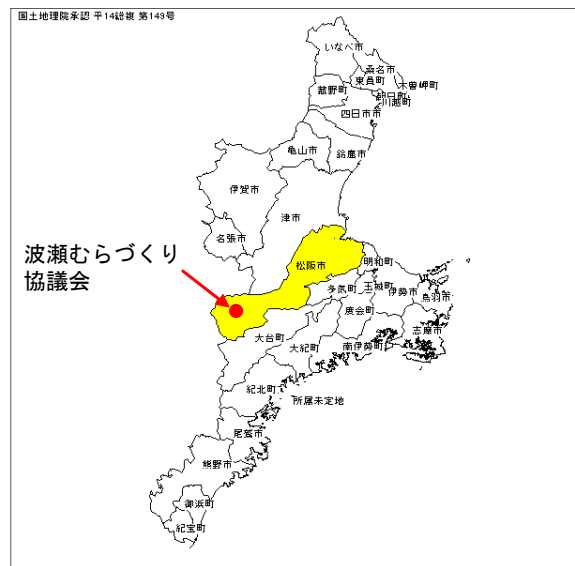 国土地理院承認 平14総複 第149号
いなべ市
桑名市
東員町
木曽岬町
菰野町
朝日町
川越町
四日市市
亀山市
鈴鹿市
伊賀市
津市
名張市
波瀬むらづくり
協議会
松阪市
明和町
多気町
玉城町
伊勢市
鳥羽市
度会町
志摩市
大台町
大紀町
南伊勢町
紀北町
所属未定地
尾鷲市
熊野市
御浜町
紀宝町